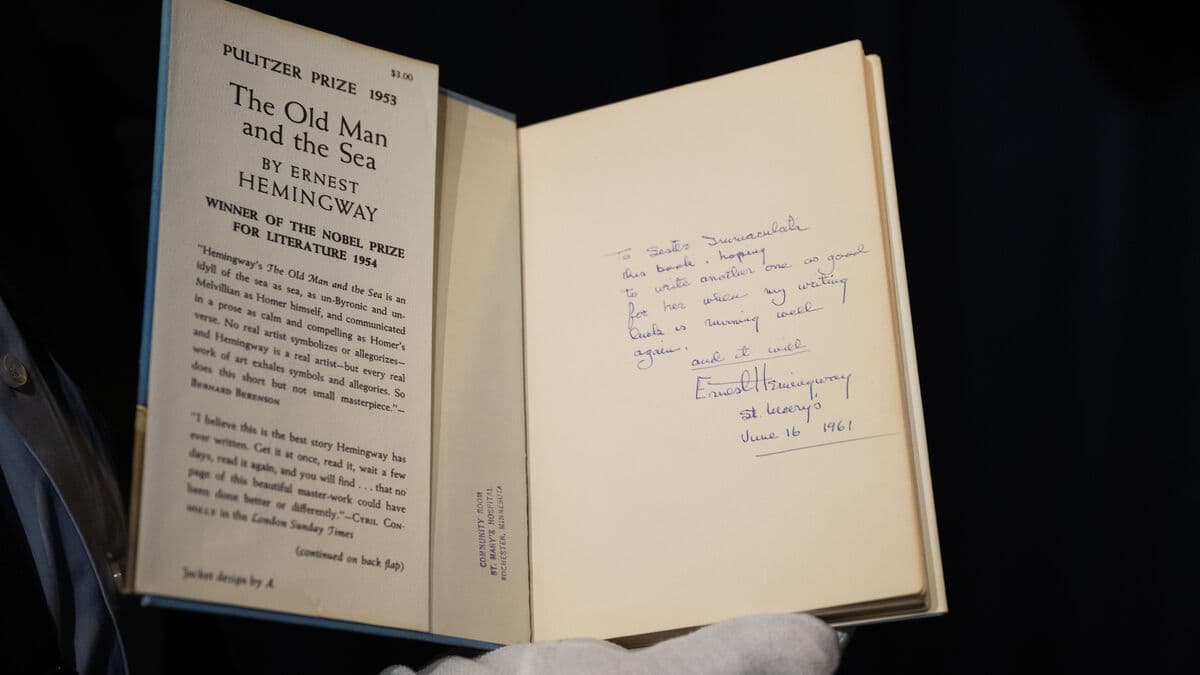 $3.00
PULITZER PRIZE 1953
The Old Man
and the Sea
BY ERNEST
HEMINGWAY
WINNER OF THE NOBEL PRIZE
FOR LITERATURE 1954
"Hemingway's The Old Man and the Sea is an
idyll of the sea as sea, as un-Byronic and un-
Melvillian as Homer himself, and communicated
in a prose as calm and compelling as Homer's
verse. No real artist symbolizes or allegorizes—
and Hemingway is a real artist—but every real
work of art exhales symbols and allegories. So
does this short but not small masterpiece."—
BERNARD BERENSON
"I believe this is the best story Hemingway has
ever written. Get it at once, read it, wait a few
days, read it again, and you will find . . . that no
page of this beautiful master-work could have
been done better or differently."—CYRIL CON-
NOLLY in the London Sunday Times
(continued on back flap)
Jacket design by A.
COMMUNITY ROOM
ST. MARY'S HOSPITAL
ROCHESTER, MINNESOTA
To Sister Immaculata
this book, hoping
to write another one as good
for her when my writing
luck is running well
again.
and it will
Ernest Hemingway
St. Mary's
June 16 1961